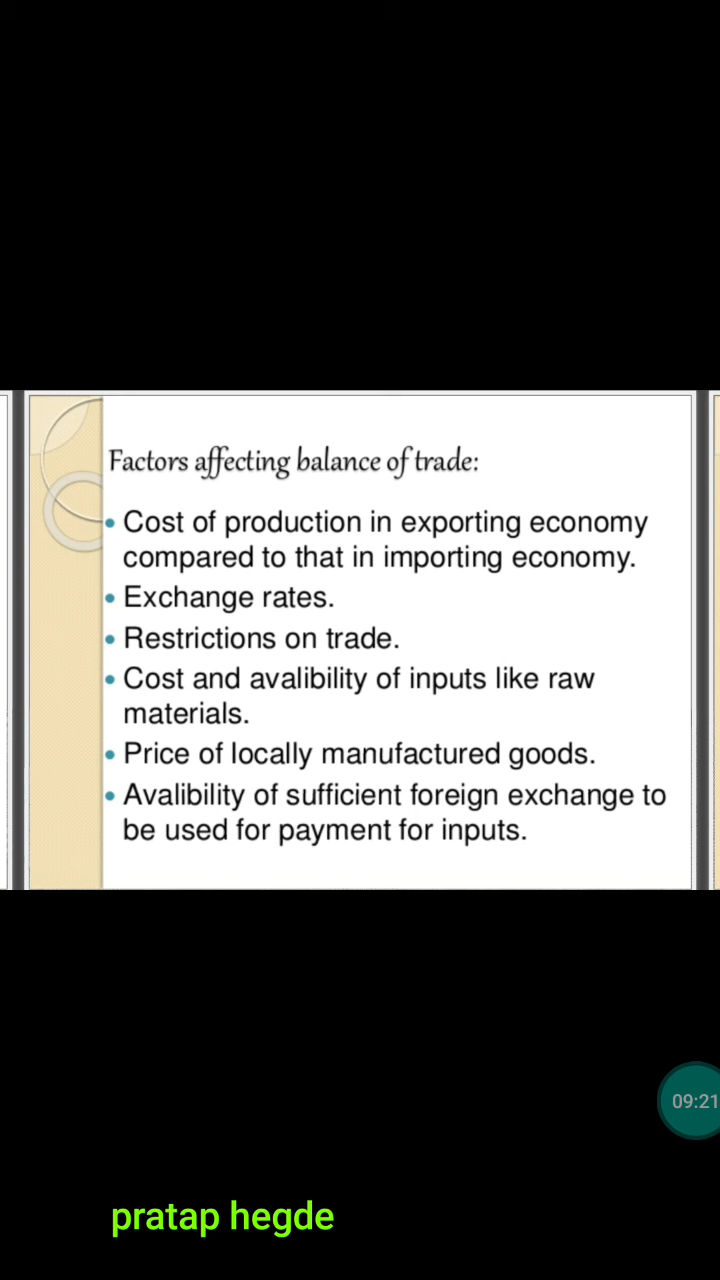 Factors affecting balance of trade:
• Cost of production in exporting economy
compared to that in importing economy.
• Exchange rates.
• Restrictions on trade.
• Cost and avalibility of inputs like raw
materials.
• Price of locally manufactured goods.
• Avalibility of sufficient foreign exchange to
be used for payment for inputs.
09:21
pratap hegde